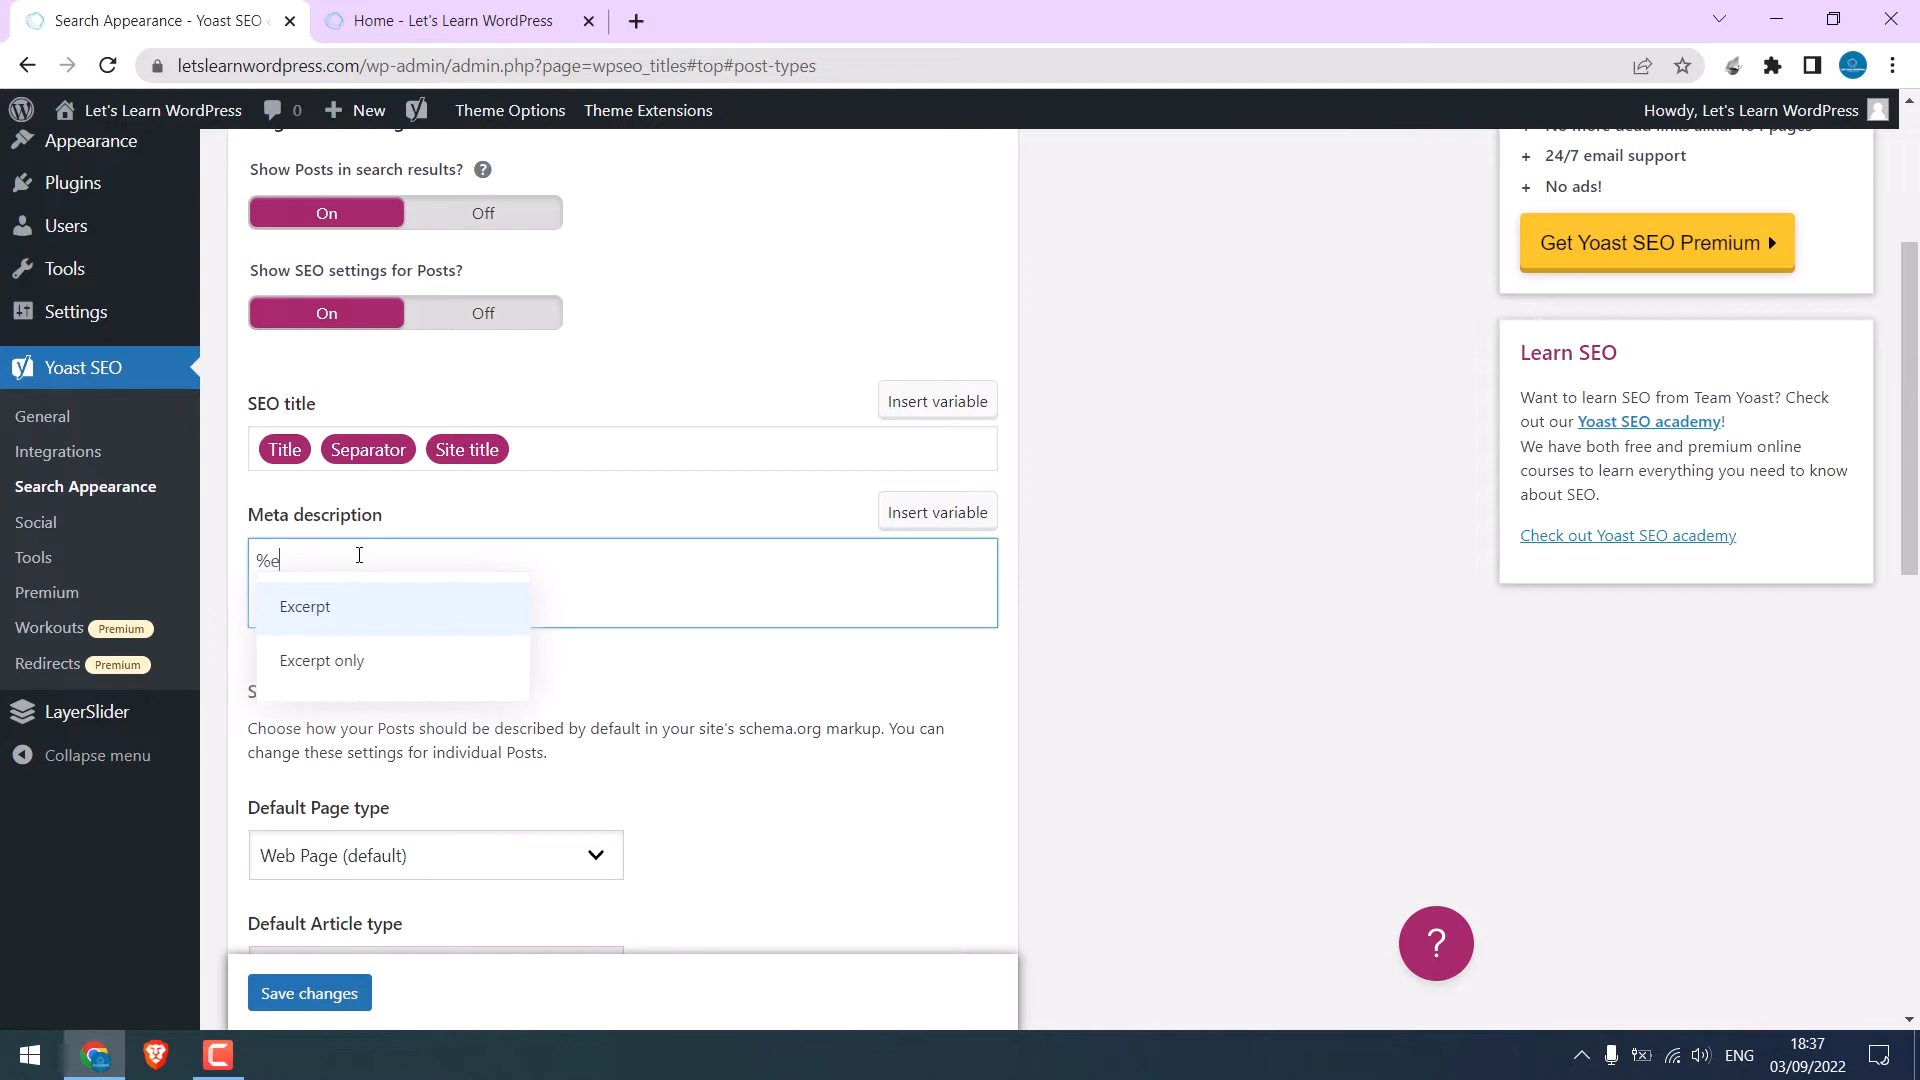 Search Appearance - Yoast SEO
Home - Let's Learn WordPress
letslearnwordpress.com/wp-admin/admin.php?page=wpseo_titles#top#post-types
Let's Learn WordPress
0
New
Theme Options
Theme Extensions
Howdy, Let's Learn WordPress
Appearance
Plugins
Users
Tools
Settings
Yoast SEO
General
Integrations
Search Appearance
Social
Tools
Premium
Workouts Premium
Redirects Premium
LayerSlider
Collapse menu
Show Posts in search results? ?
On Off
Show SEO settings for Posts?
On Off
SEO title
Insert variable
Title Separator Site title
Meta description
Insert variable
%e
Excerpt
Excerpt only
S
Choose how your Posts should be described by default in your site's schema.org markup. You can
change these settings for individual Posts.
Default Page type
Web Page (default)
Default Article type
Save changes
+ 24/7 email support
+ No ads!
Get Yoast SEO Premium
Learn SEO
Want to learn SEO from Team Yoast? Check
out our Yoast SEO academy!
We have both free and premium online
courses to learn everything you need to know
about SEO.
Check out Yoast SEO academy
?
ENG
18:37
03/09/2022